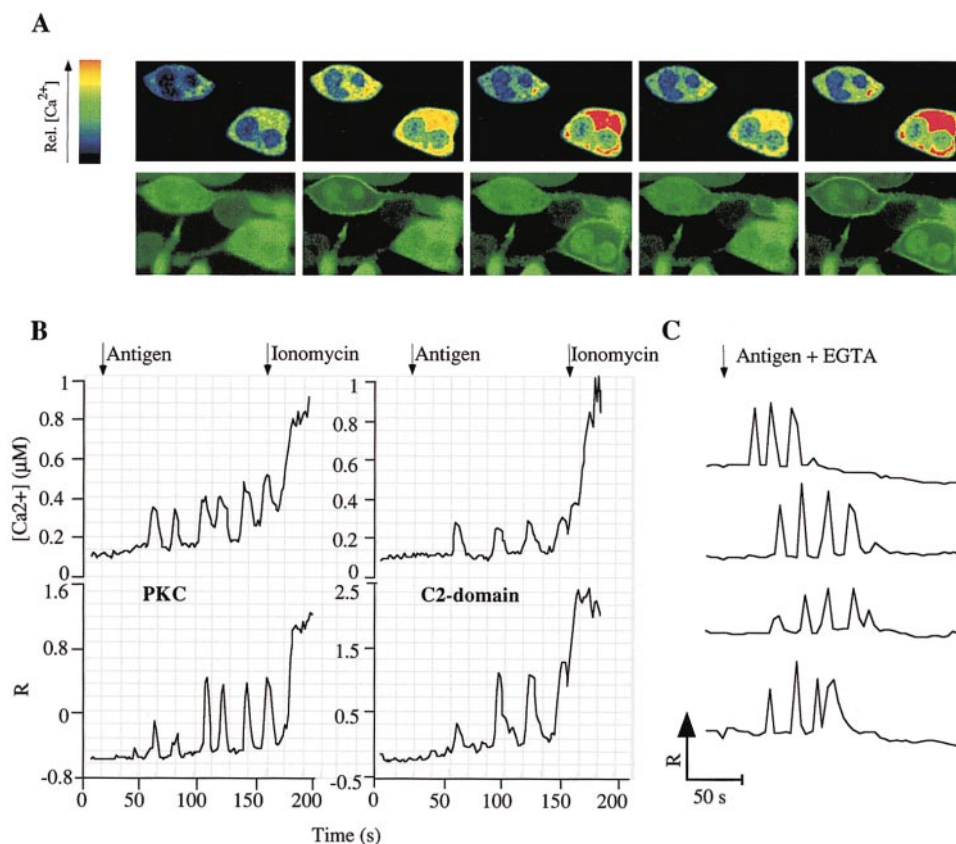 A
Rel. [Ca2+]
B
C
Antigen
Ionomycin
Antigen
Ionomycin
Antigen + EGTA
[Ca2+] (µM)
1
0.8
0.6
0.4
0.2
0
1
0.8
0.6
0.4
0.2
0
PKC
C2-domain
R
1.6
0.8
0
-0.8
2.5
1.5
0.5
-0.5
0
50
100
150
200
0
50
100
150
200
Time (s)
R
50 s